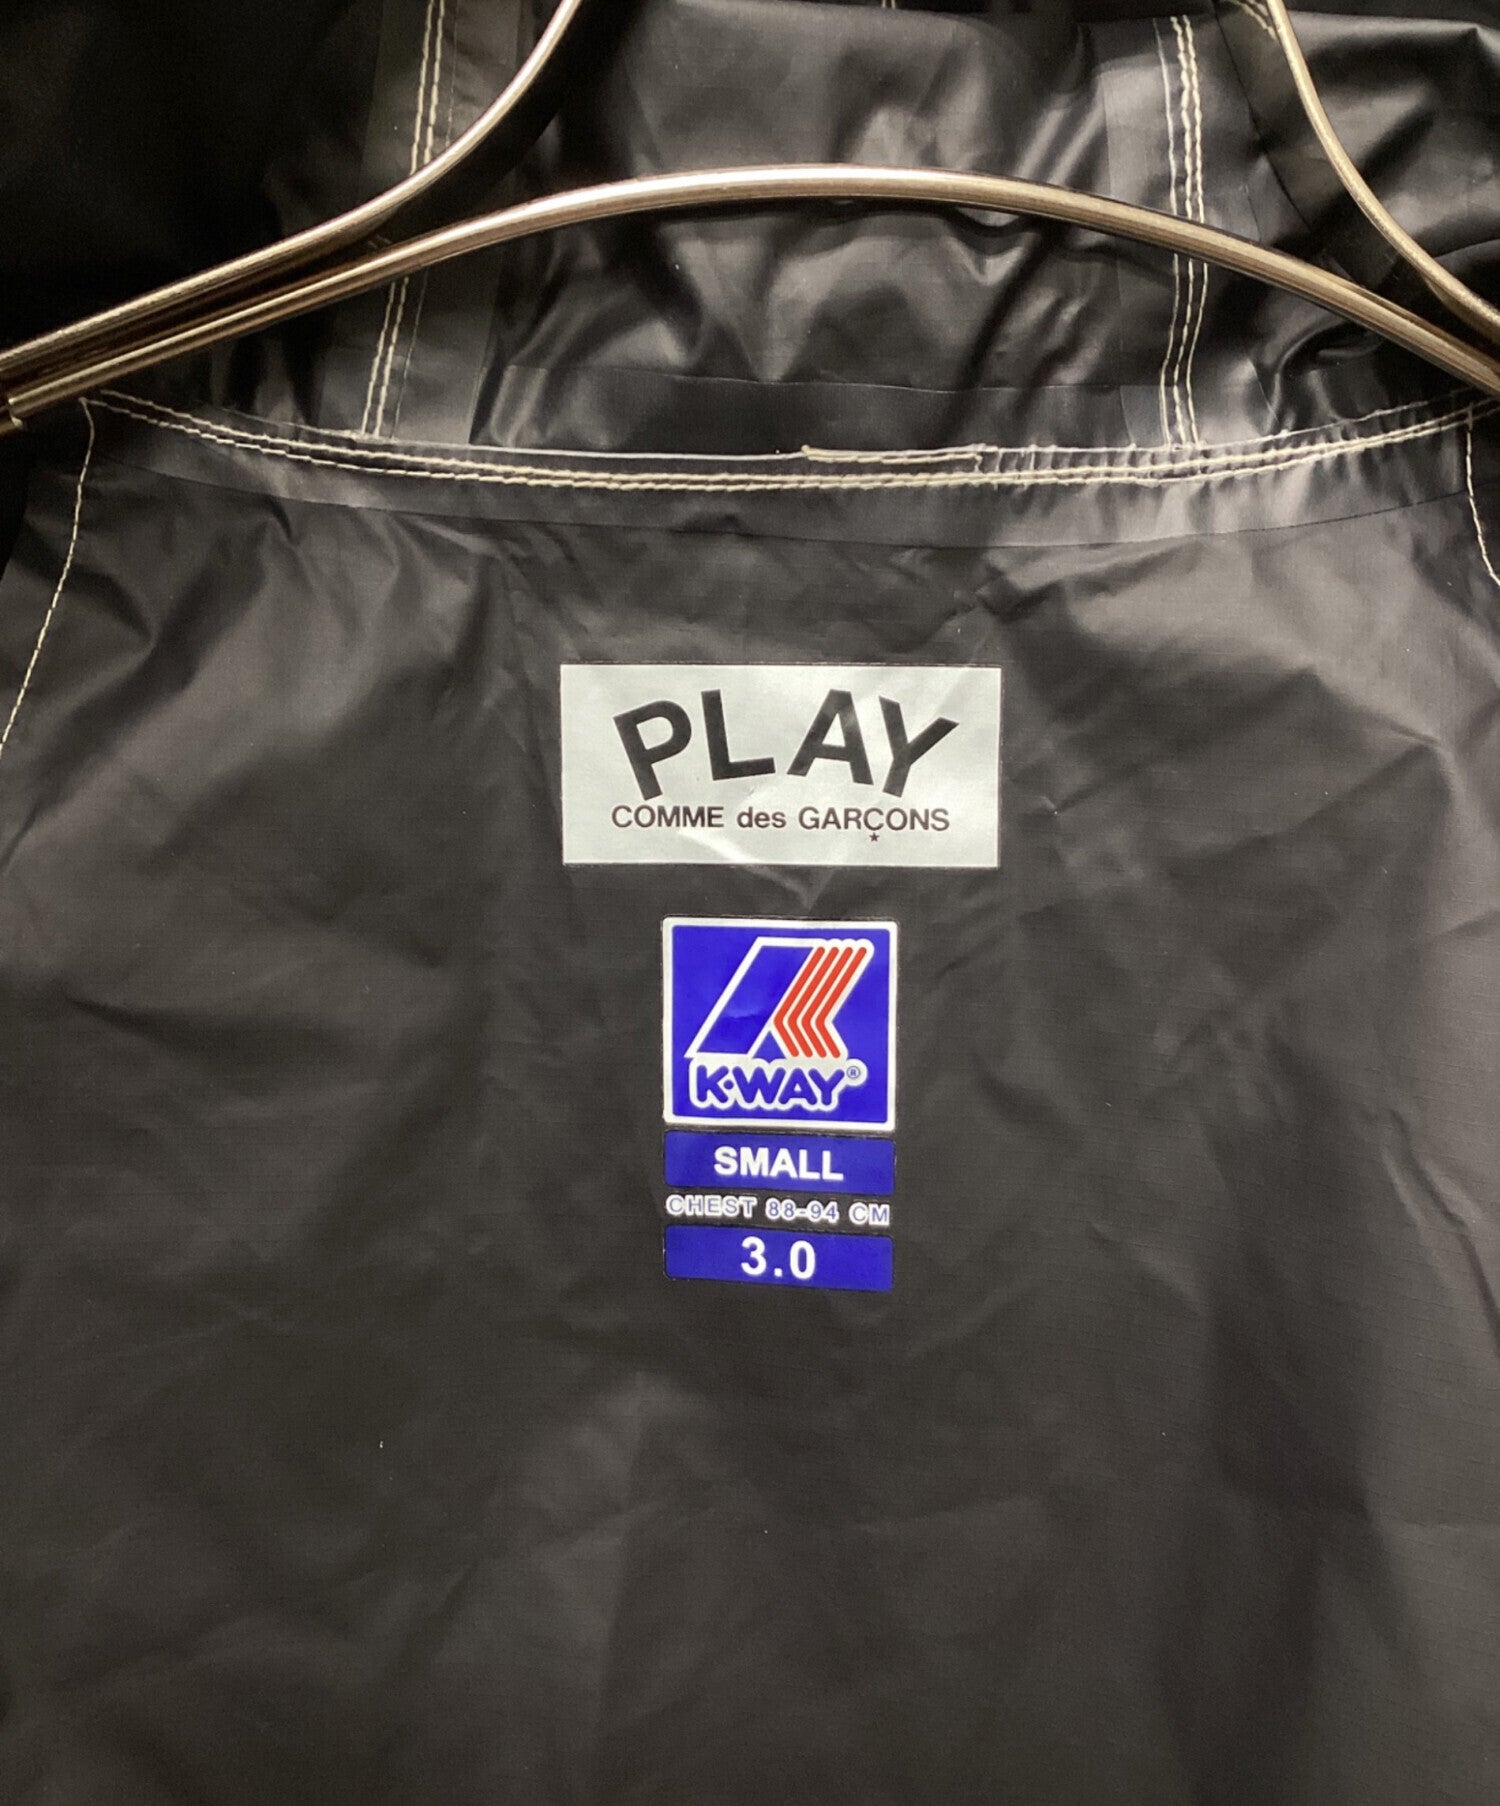 PLAY
COMME des GARÇONS
K·WAY®
SMALL
CHEST 88-94 CM
3.0